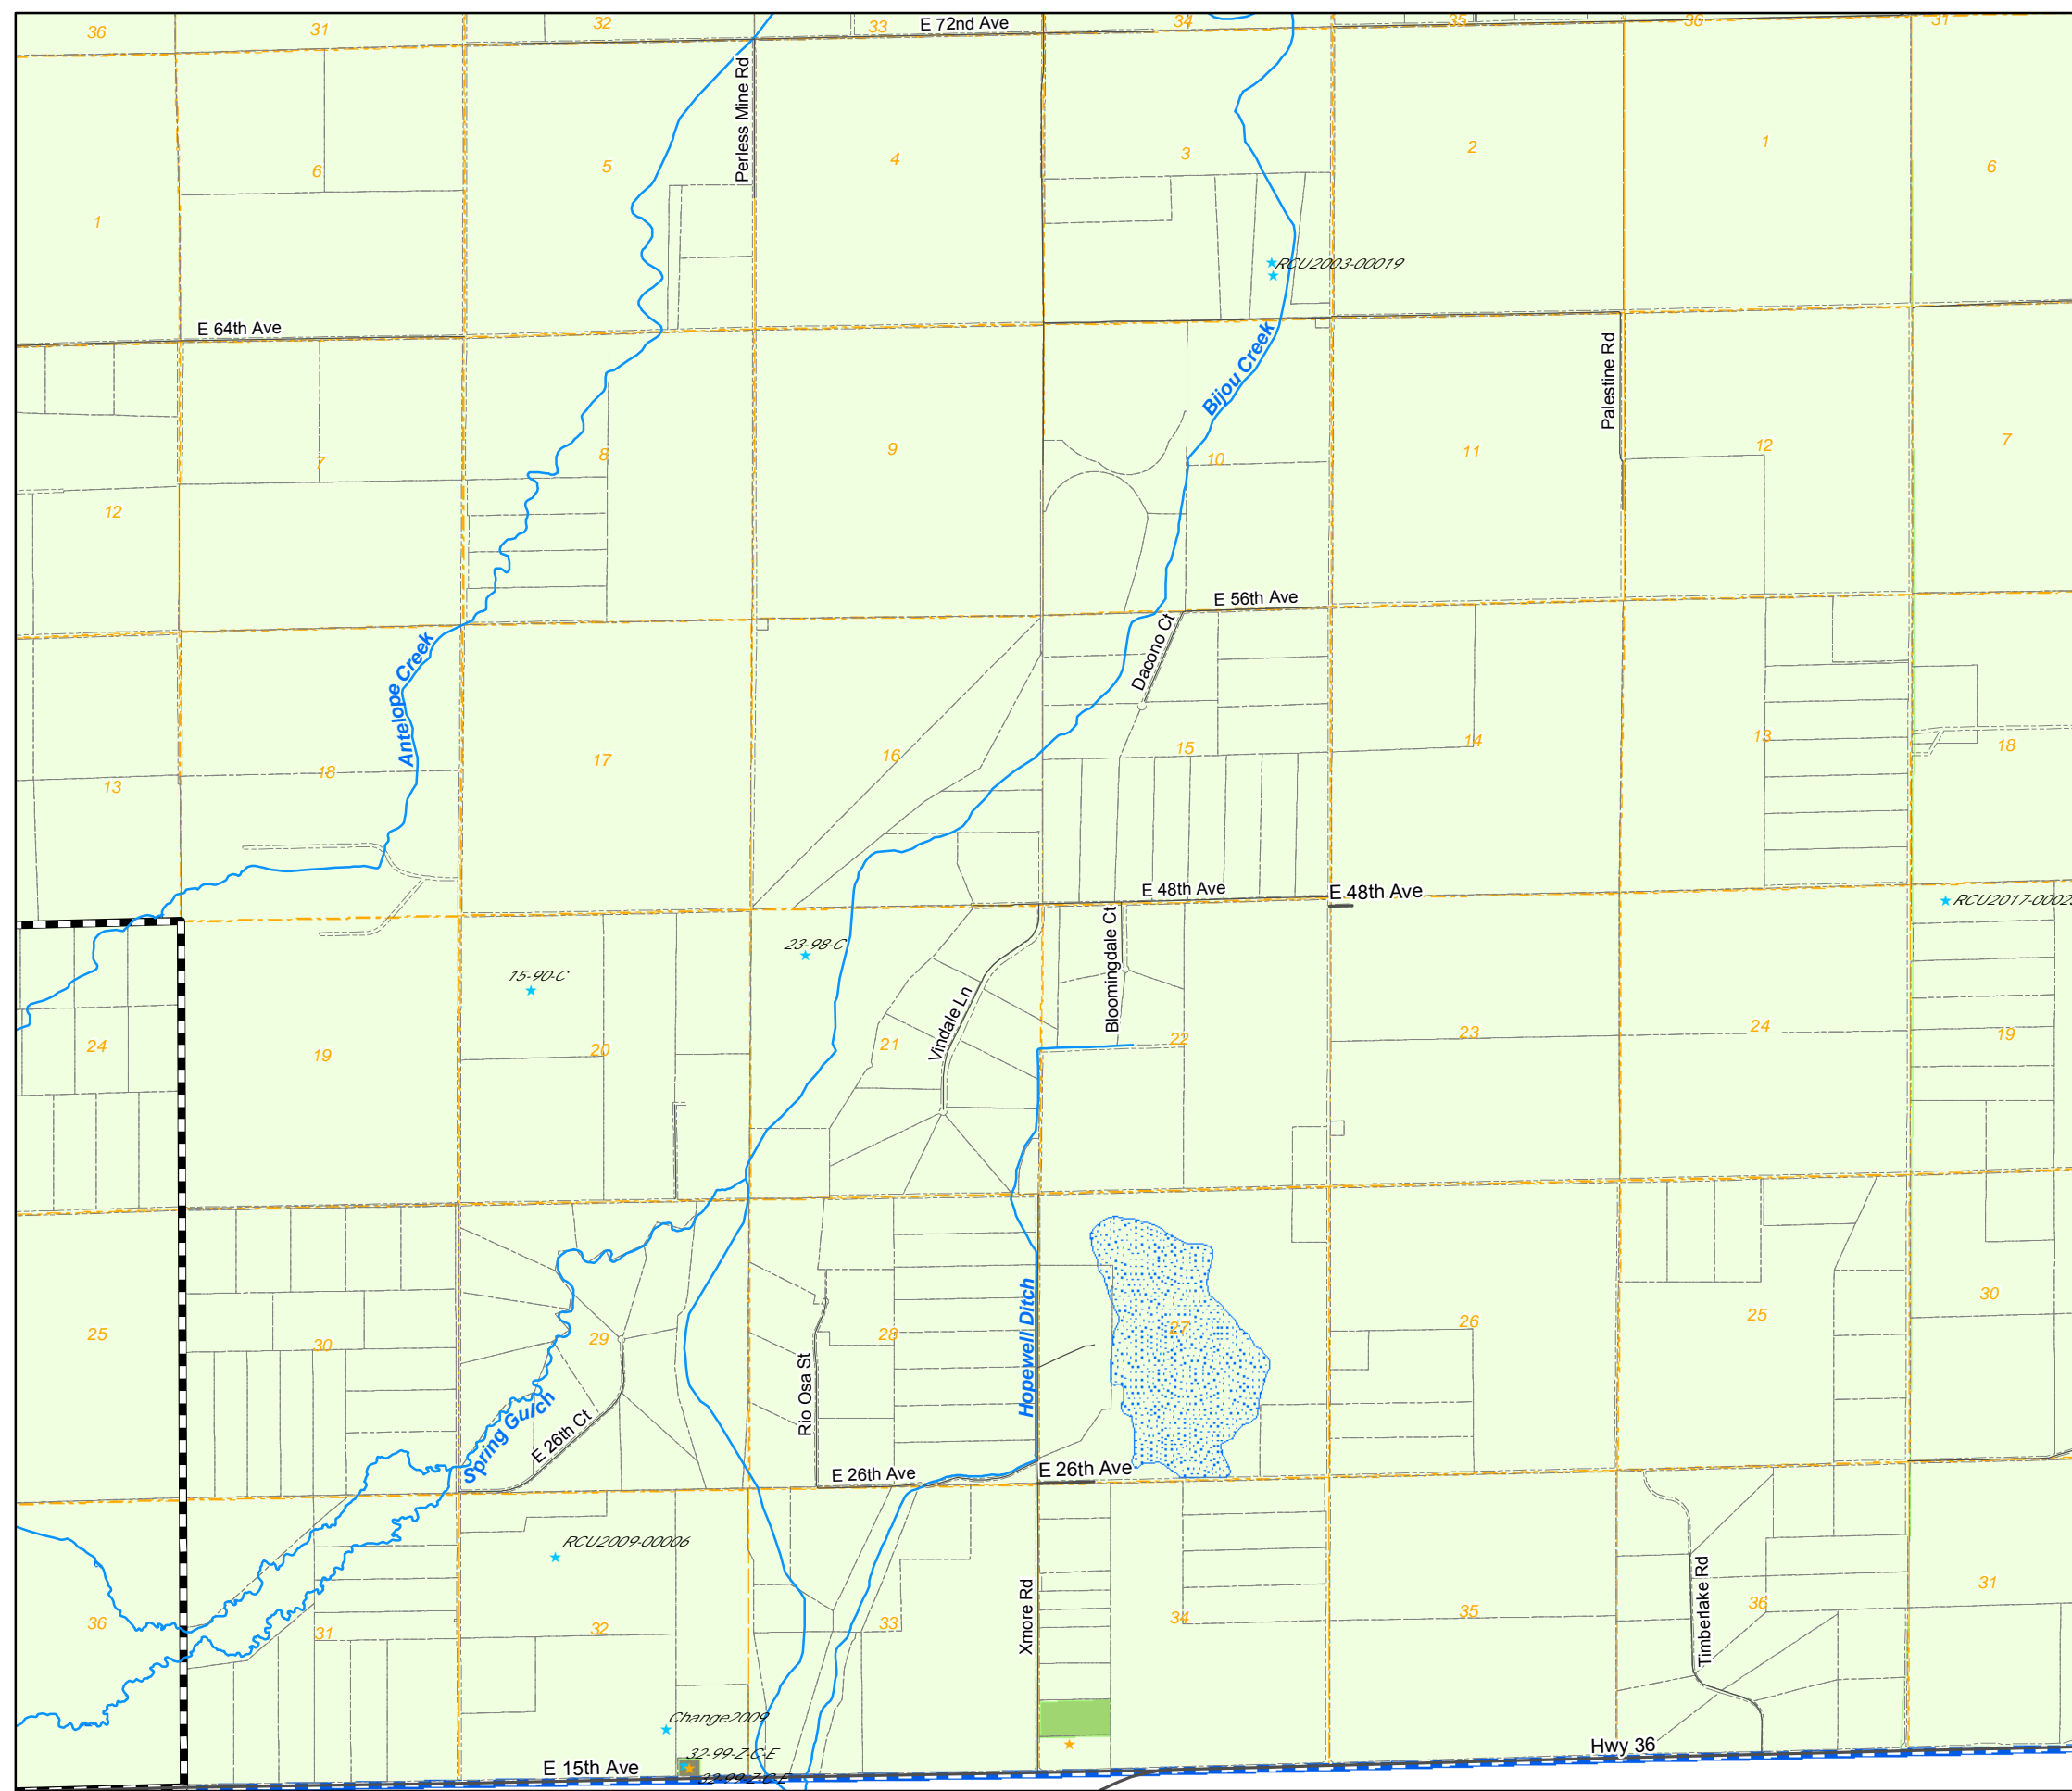 36
31
32
33
E 72nd Ave
34
35
36
31
Perless Mine Rd
1
6
5
4
3
2
1
6
RCU2003-00019
E 64th Ave
Bijou Creek
Palestine Rd
12
7
8
9
10
11
12
7
E 56th Ave
Dacono Ct
Antelope Creek
13
18
17
16
15
14
13
18
E 48th Ave
E 48th Ave
RCU2017-0002
23-98-C
15-90-C
Bloomingdale Ct
Vindale Ln
24
19
20
21
22
23
24
19
25
30
29
28
27
26
25
30
Hopewell Ditch
Rio Osa St
Spring Gulch
E 26th Ct
E 26th Ave
E 26th Ave
RCU2009-00006
Xmore Rd
Timberlake Rd
36
31
32
33
34
35
36
31
Change2009
32-99-Z-C-E
32-99-Z-C-E
E 15th Ave
Hwy 36